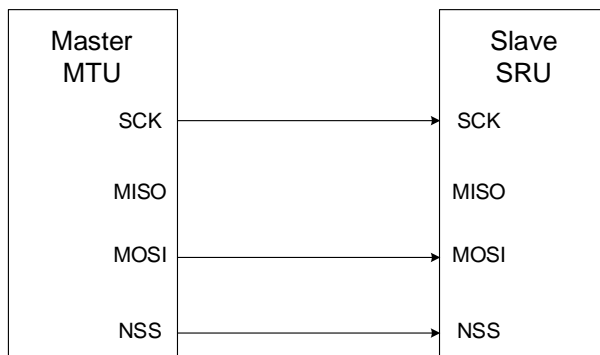 Master
MTU
SCK
MISO
MOSI
NSS
Slave
SRU
SCK
MISO
MOSI
NSS